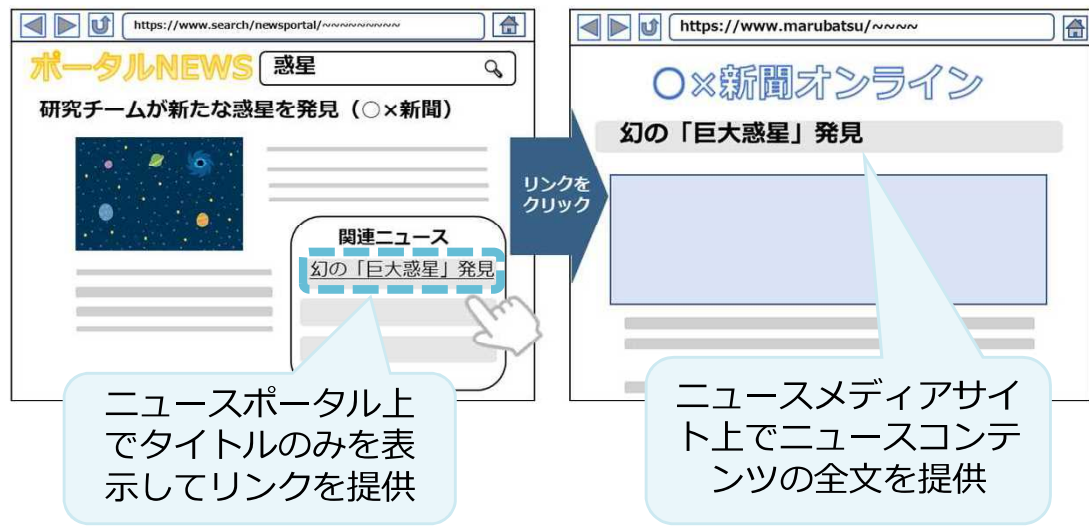 https://www.search/newsportal/~~~~~~~~~
ポータルNEWS
惑星
研究チームが新たな惑星を発見（○×新聞）
関連ニュース
幻の「巨大惑星」発見
ニュースポータル上
でタイトルのみを表
示してリンクを提供
リンクを
クリック
https://www.marubatsu/~~~~
○×新聞オンライン
幻の「巨大惑星」発見
ニュースメディアサイ
ト上でニュースコンテ
ンツの全文を提供